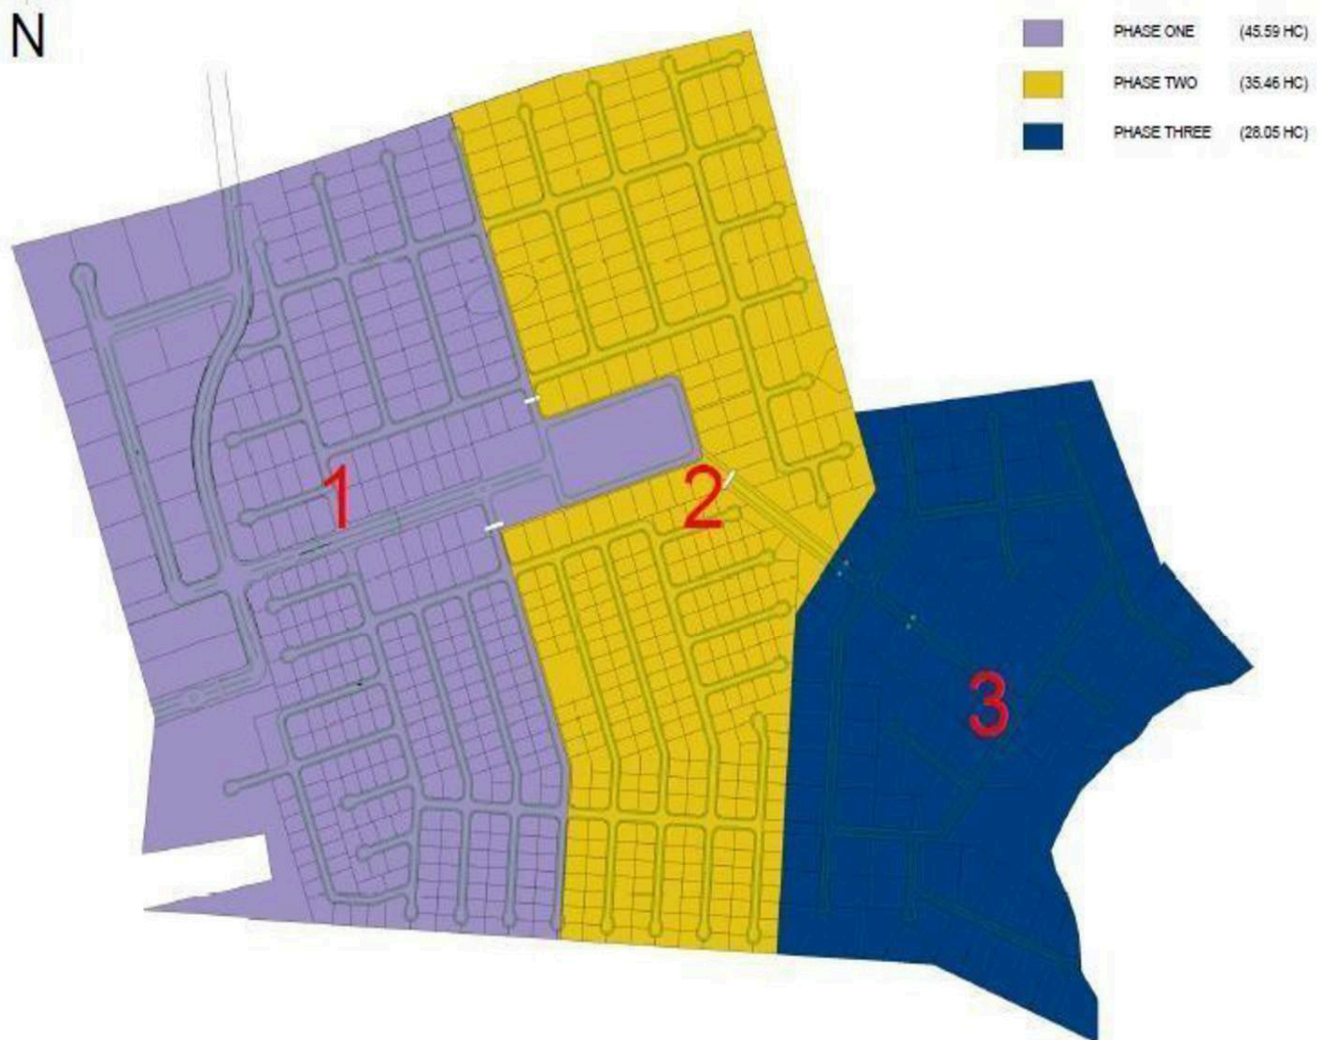 N
PHASE ONE (45.59 HC)
PHASE TWO (35.46 HC)
PHASE THREE (28.05 HC)
1
2
3